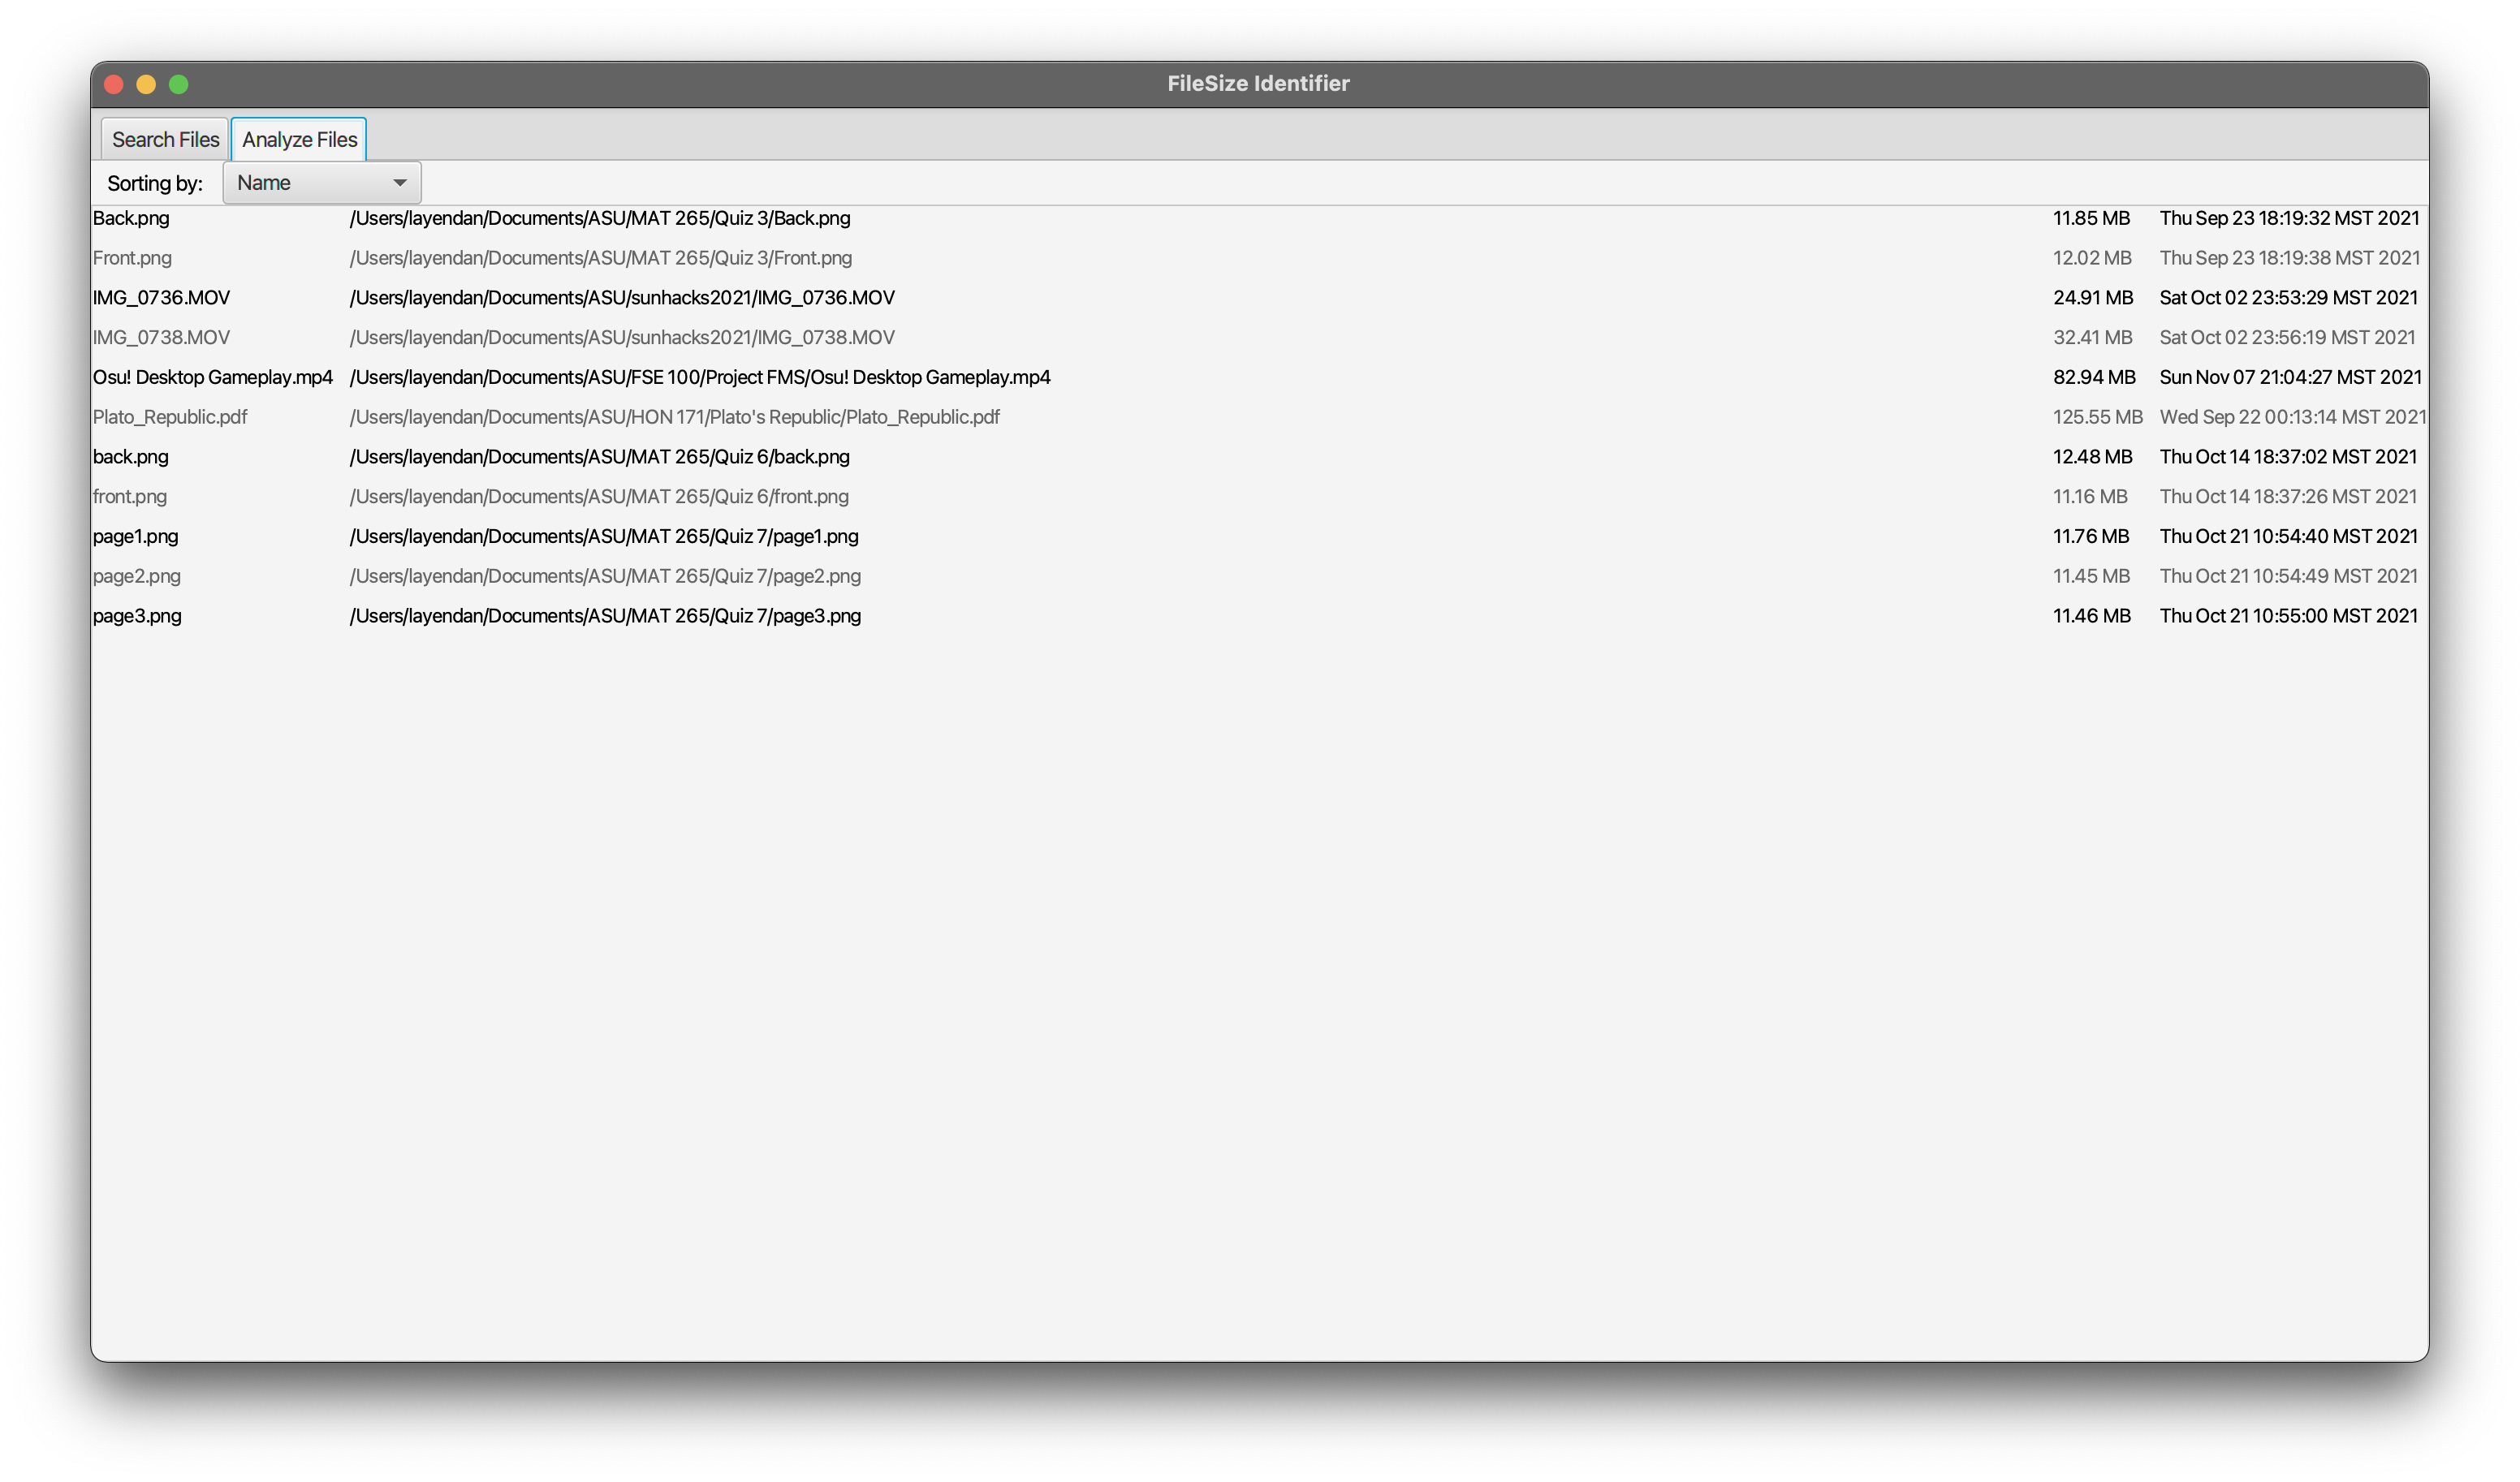 FileSize Identifier
Search Files Analyze Files
Sorting by: Name
Back.png /Users/layendan/Documents/ASU/MAT 265/Quiz 3/Back.png 11.85 MB Thu Sep 23 18:19:32 MST 2021
Front.png /Users/layendan/Documents/ASU/MAT 265/Quiz 3/Front.png 12.02 MB Thu Sep 23 18:19:38 MST 2021
IMG_0736.MOV /Users/layendan/Documents/ASU/sunhacks2021/IMG_0736.MOV 24.91 MB Sat Oct 02 23:53:29 MST 2021
IMG_0738.MOV /Users/layendan/Documents/ASU/sunhacks2021/IMG_0738.MOV 32.41 MB Sat Oct 02 23:56:19 MST 2021
Osu! Desktop Gameplay.mp4 /Users/layendan/Documents/ASU/FSE 100/Project FMS/Osu! Desktop Gameplay.mp4 82.94 MB Sun Nov 07 21:04:27 MST 2021
Plato_Republic.pdf /Users/layendan/Documents/ASU/HON 171/Plato's Republic/Plato_Republic.pdf 125.55 MB Wed Sep 22 00:13:14 MST 2021
back.png /Users/layendan/Documents/ASU/MAT 265/Quiz 6/back.png 12.48 MB Thu Oct 14 18:37:02 MST 2021
front.png /Users/layendan/Documents/ASU/MAT 265/Quiz 6/front.png 11.16 MB Thu Oct 14 18:37:26 MST 2021
page1.png /Users/layendan/Documents/ASU/MAT 265/Quiz 7/page1.png 11.76 MB Thu Oct 21 10:54:40 MST 2021
page2.png /Users/layendan/Documents/ASU/MAT 265/Quiz 7/page2.png 11.45 MB Thu Oct 21 10:54:49 MST 2021
page3.png /Users/layendan/Documents/ASU/MAT 265/Quiz 7/page3.png 11.46 MB Thu Oct 21 10:55:00 MST 2021